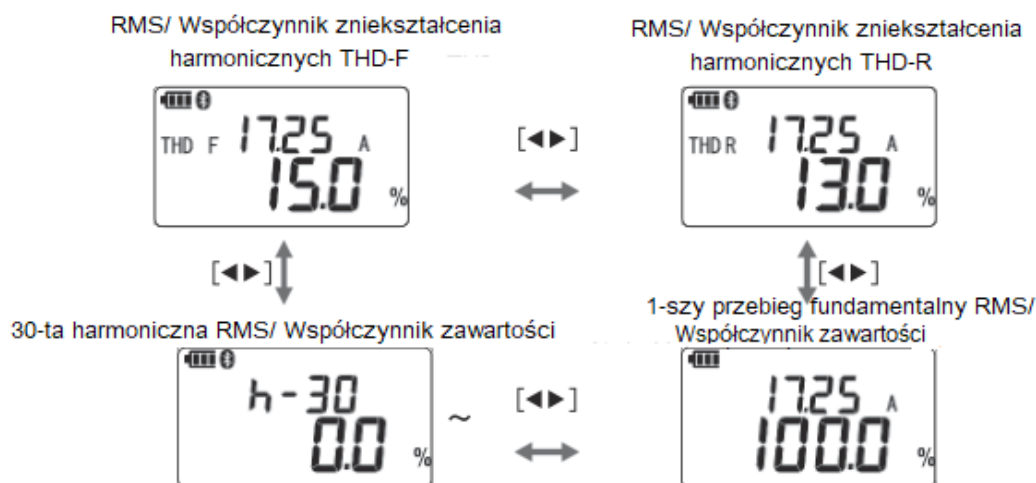 RMS/ Współczynnik zniekształcenia
harmonicznych THD-F
RMS/ Współczynnik zniekształcenia
harmonicznych THD-R
THD F 17.25 A
15.0 %
[◀▶]
THD R 17.25 A
13.0 %
[◀▶]
[◀▶]
30-ta harmoniczna RMS/ Współczynnik zawartości
1-szy przebieg fundamentalny RMS/
Współczynnik zawartości
h-30
0.0 %
~
[◀▶]
17.25 A
100.0 %